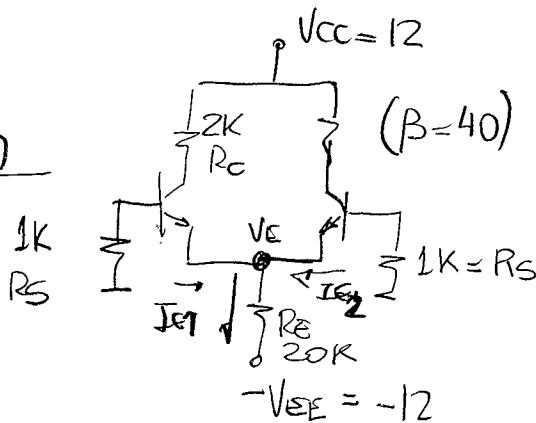 VCC = 12
2K
RC
(β=40)
1K
RS
VE
1K = RS
IE1
IE2
RE
20K
-VEE = -12